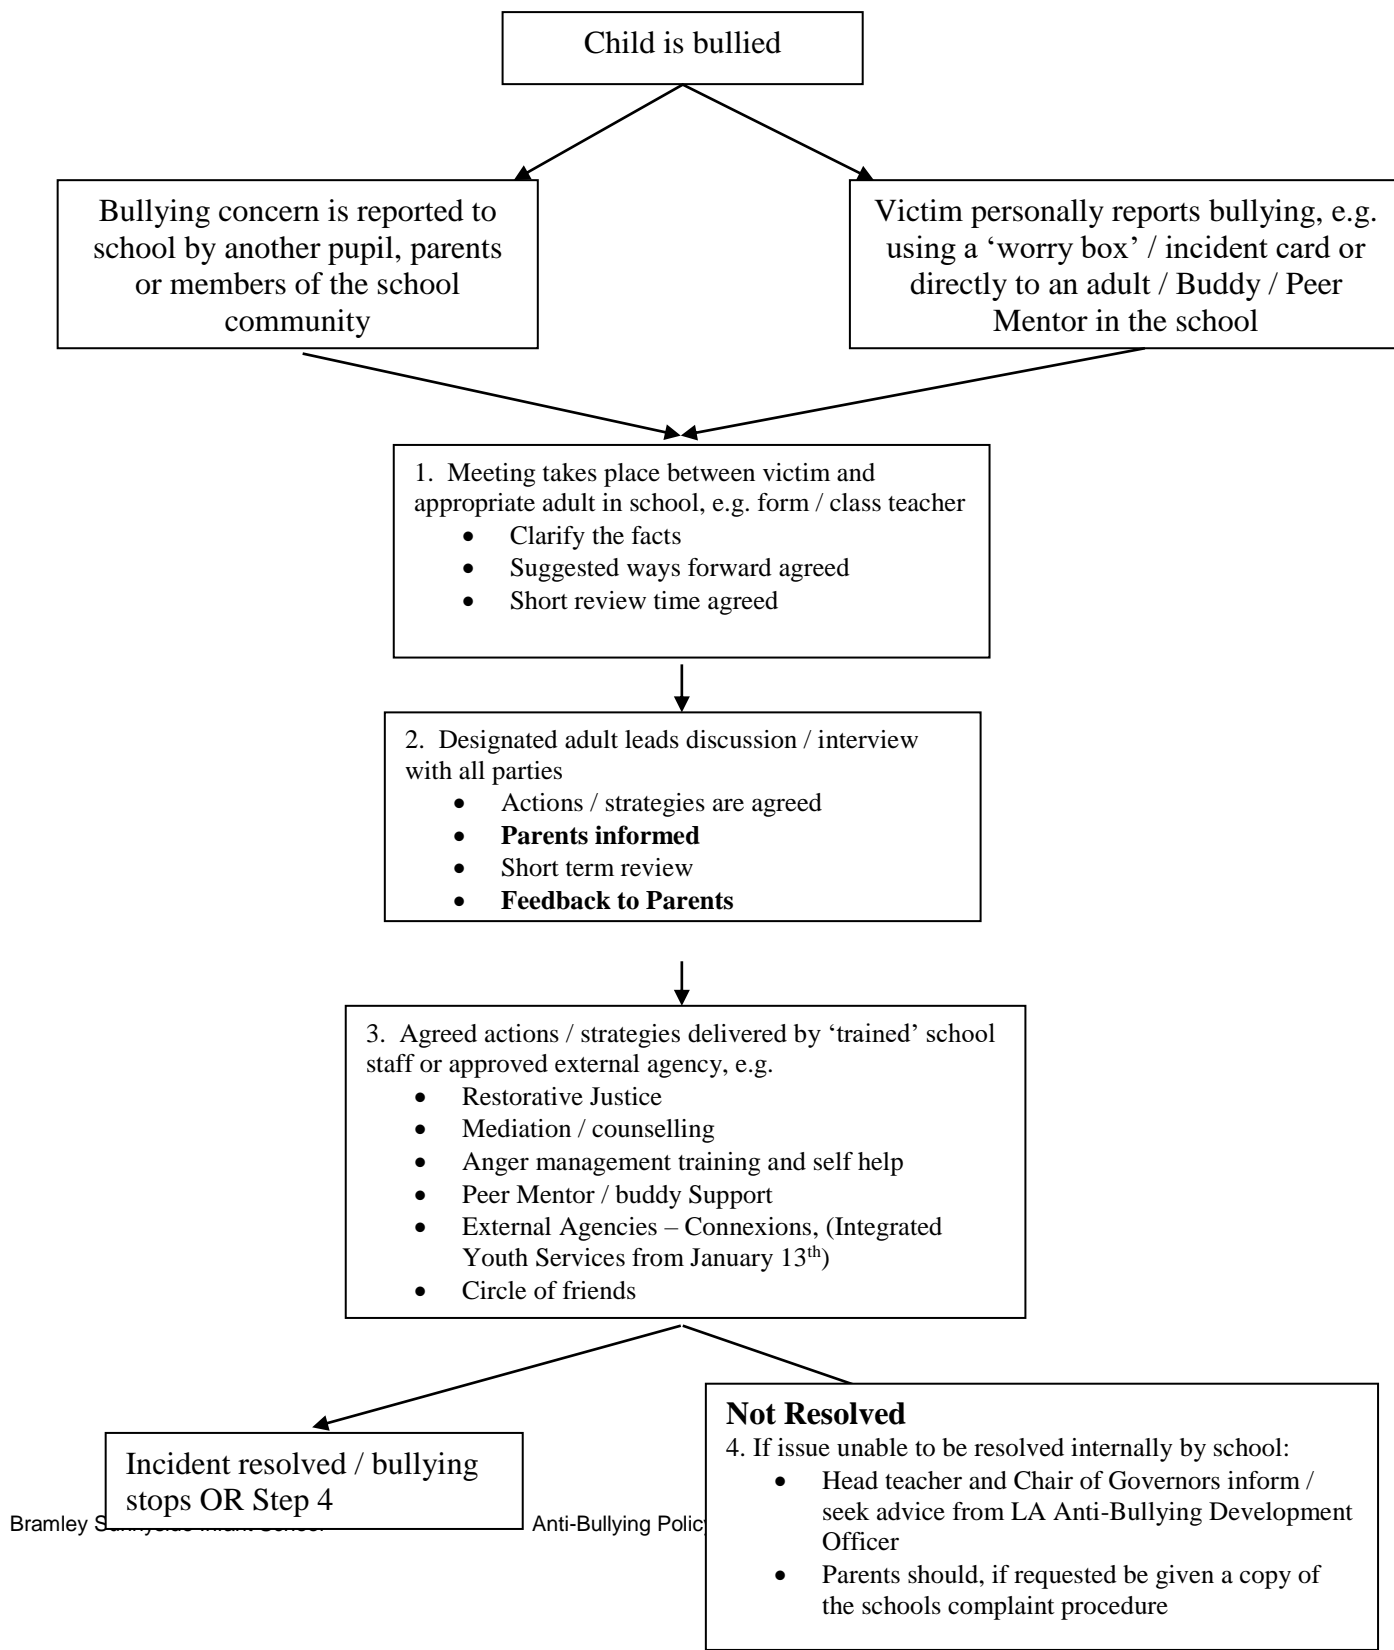 Child is bullied
Bullying concern is reported to
school by another pupil, parents
or members of the school
community
Victim personally reports bullying, e.g.
using a ‘worry box’ / incident card or
directly to an adult / Buddy / Peer
Mentor in the school
1. Meeting takes place between victim and
appropriate adult in school, e.g. form / class teacher
• Clarify the facts
• Suggested ways forward agreed
• Short review time agreed
2. Designated adult leads discussion / interview
with all parties
• Actions / strategies are agreed
• Parents informed
• Short term review
• Feedback to Parents
3. Agreed actions / strategies delivered by ‘trained’ school
staff or approved external agency, e.g.
• Restorative Justice
• Mediation / counselling
• Anger management training and self help
• Peer Mentor / buddy Support
• External Agencies – Connexions, (Integrated
Youth Services from January 13th)
• Circle of friends
Incident resolved / bullying
stops OR Step 4
Not Resolved
4. If issue unable to be resolved internally by school:
• Head teacher and Chair of Governors inform /
seek advice from LA Anti-Bullying Development
Officer
• Parents should, if requested be given a copy of
the schools complaint procedure
Bramley Sunnyside Infant School Anti-Bullying Policy